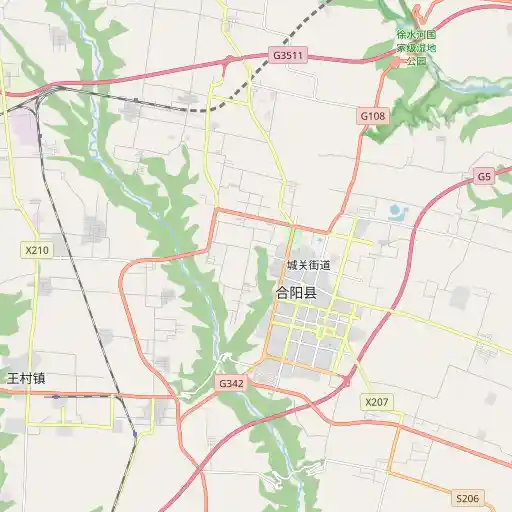 徐水河国
家级湿地
公园
G3511
G108
G5
X210
城关街道
合阳县
王村镇
G342
X207
S206